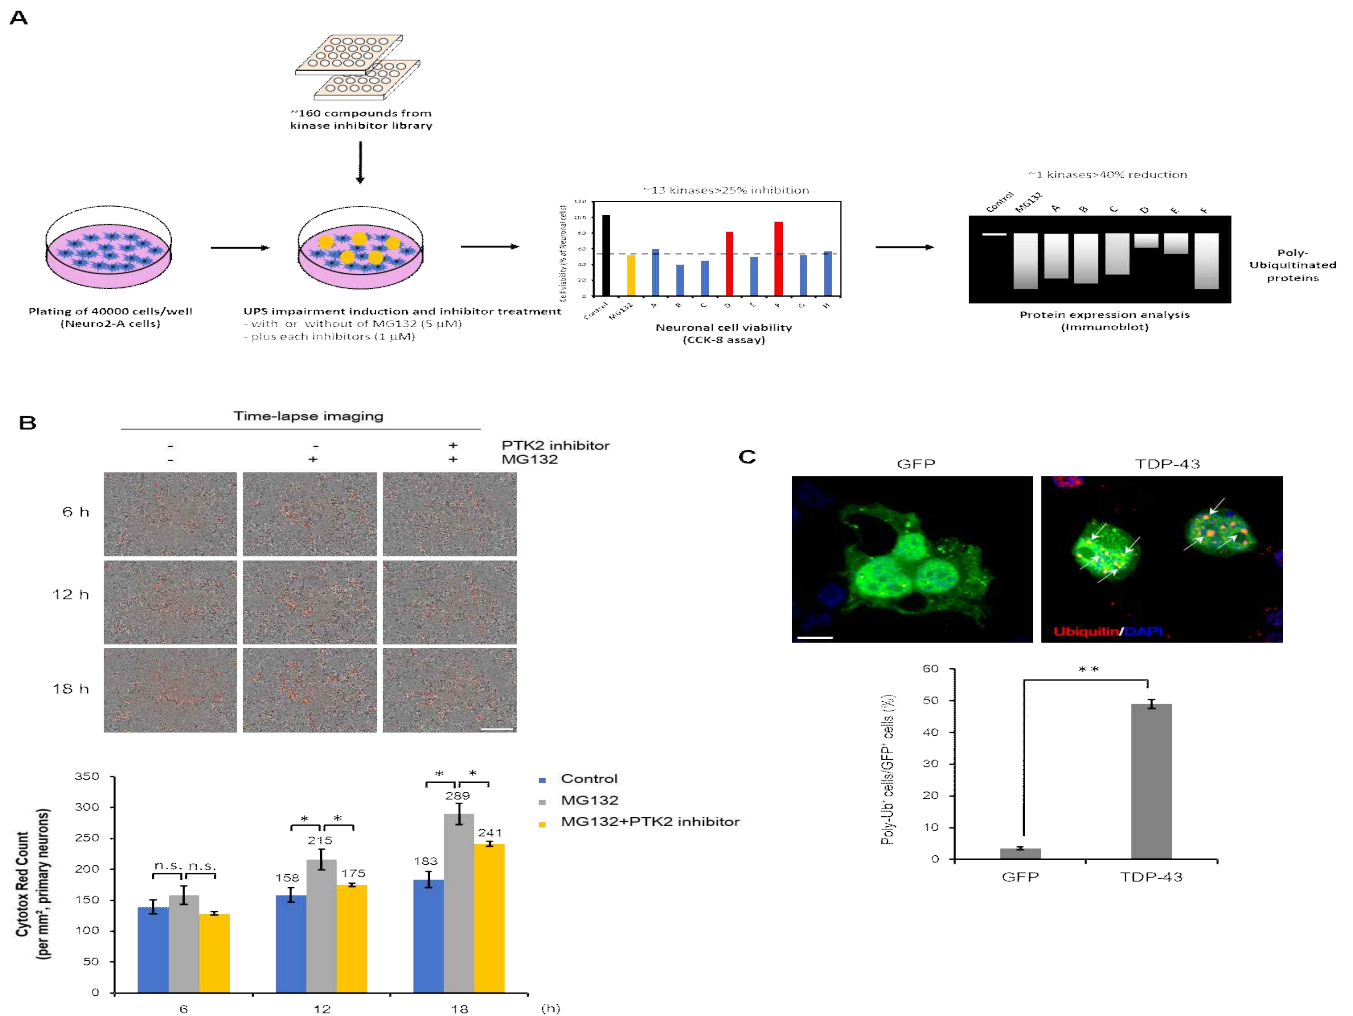 A
~160 compounds from
kinase inhibitor library
Plating of 40000 cells/well
(Neuro2-A cells)
UPS impairment induction and inhibitor treatment
- with or without of MG132 (5 µM)
- plus each inhibitors (1 µM)
~13 kinases>25% inhibition
Cell viability (% of Neuronal cells)
Control
MG132
A
B
C
D
E
F
G
H
Neuronal cell viability
(CCK-8 assay)
~1 kinases>40% reduction
Control
MG132
A
B
C
D
E
F
Poly-
Ubiquitinated
proteins
Protein expression analysis
(Immunoblot)
B
Time-lapse imaging
- - + PTK2 inhibitor
- + + MG132
6 h
12 h
18 h
350
300
250
200
150
100
50
0
Cytotox Red Count
(per mm², primary neurons)
n.s. n.s.
* *
158 215 175
* *
183 289 241
6 12 18 (h)
Control
MG132
MG132+PTK2 inhibitor
C
GFP TDP-43
Ubiquitin/DAPI
60
50
40
30
20
10
0
Poly-Ub⁺ cells/GFP⁺ cells (%)
**
GFP TDP-43